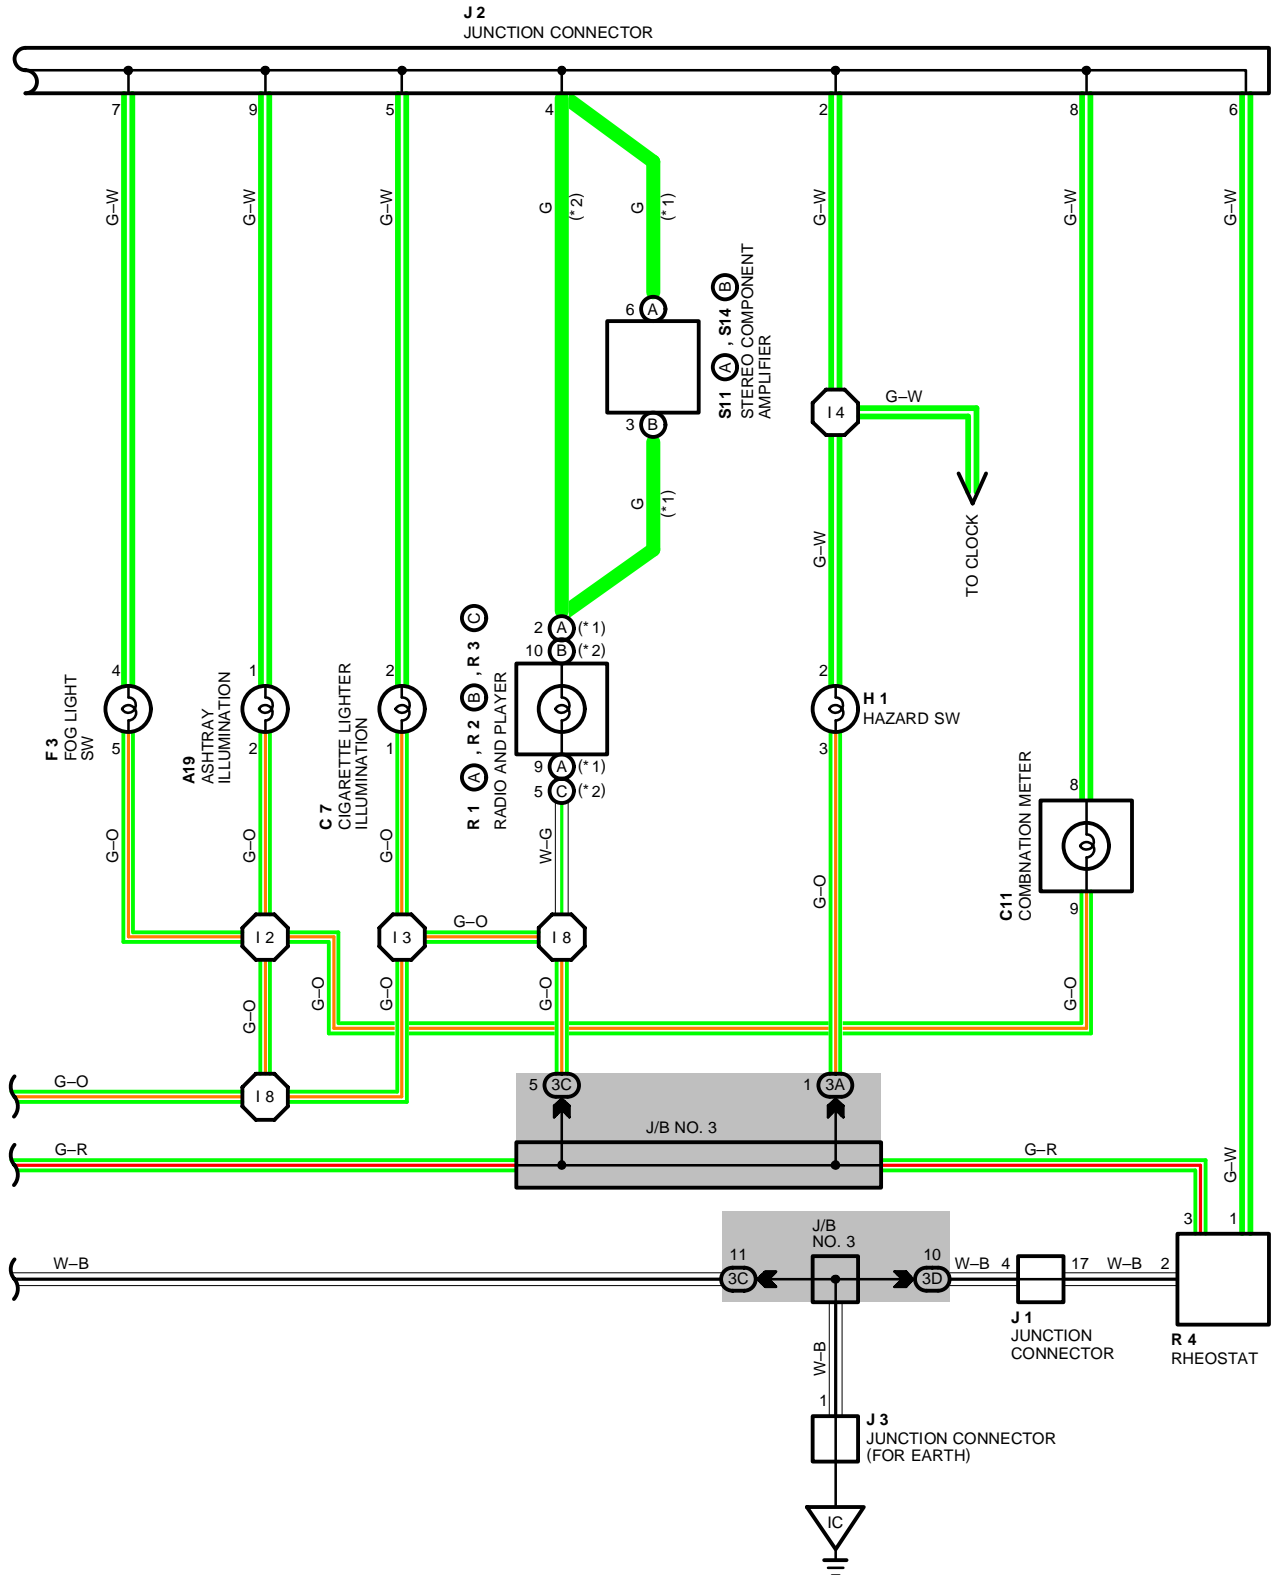 J 2
JUNCTION CONNECTOR
7
9
5
4
2
8
6
G–W
G–W
G–W
G
(* 2)
G
(* 1)
G–W
G–W
G–W
6
A
S11 A , S14 B
STEREO COMPONENT
AMPLIFIER
3
B
I 4
G–W
TO CLOCK
G
(* 1)
G–W
2
A
(* 1)
10
B
(* 2)
R 1 A , R 2 B , R 3 C
RADIO AND PLAYER
4
1
2
2
F 3
FOG LIGHT
SW
A19
ASHTRAY
ILLUMINATION
C 7
CIGARETTE LIGHTER
ILLUMINATION
H 1
HAZARD SW
5
2
1
3
9
A
(* 1)
5
C
(* 2)
8
C11
COMBNATION METER
9
G–O
G–O
G–O
W–G
G–O
I 2
I 3
G–O
I 8
G–O
G–O
G–O
G–O
G–O
G–O
I 8
5
3C
1
3A
J/B NO. 3
G–R
G–R
G–W
3
1
J/B
NO. 3
W–B
11
3C
10
3D
W–B
4
17
W–B
2
J 1
JUNCTION
CONNECTOR
R 4
RHEOSTAT
W–B
1
J 3
JUNCTION CONNECTOR
(FOR EARTH)
IC